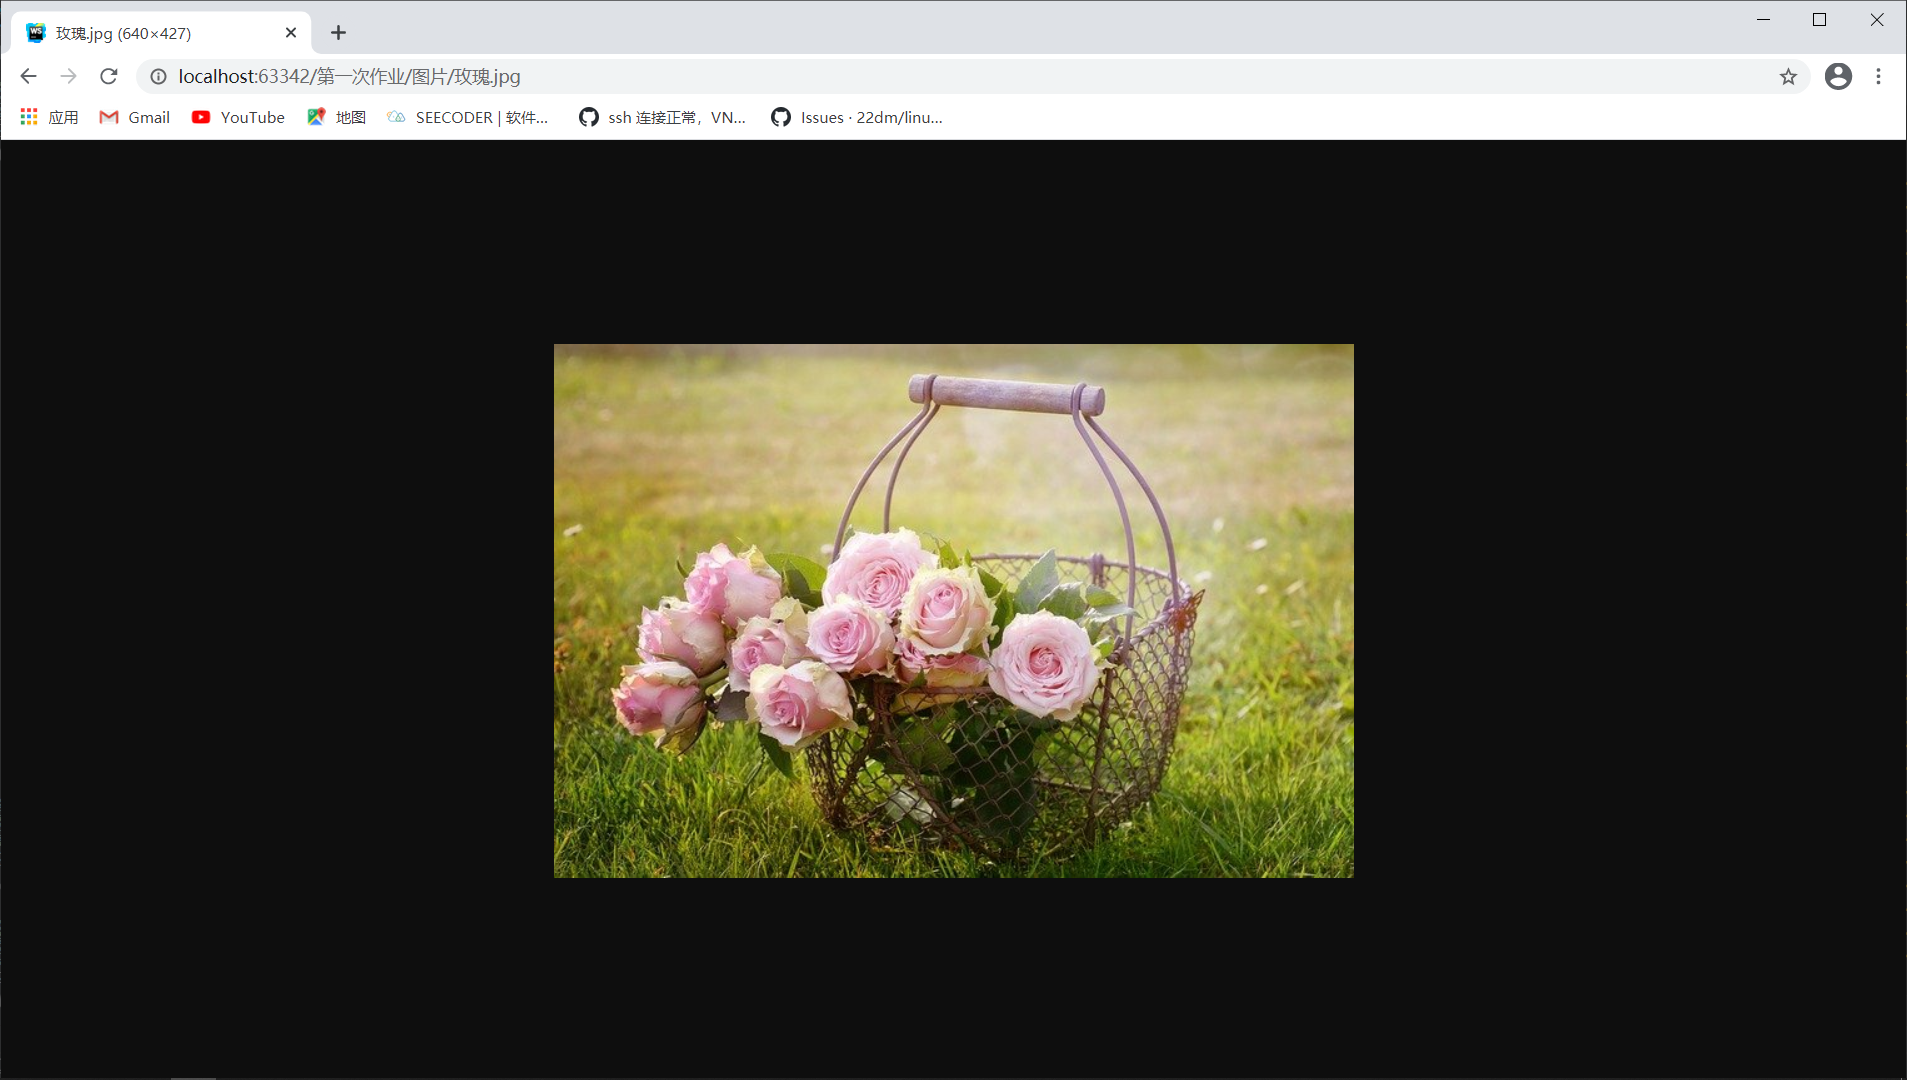 玫瑰.jpg (640×427)
localhost:63342/第一次作业/图片/玫瑰.jpg
应用 Gmail YouTube 地图 SEECODER | 软件... ssh 连接正常，VN... Issues · 22dm/linu...